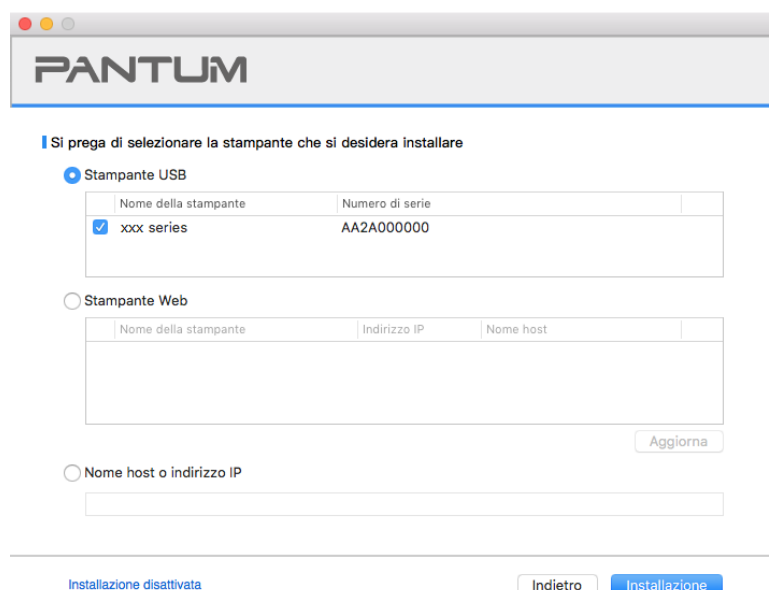 PANTUM
Si prega di selezionare la stampante che si desidera installare
Stampante USB
Nome della stampante Numero di serie
xxx series AA2A000000
Stampante Web
Nome della stampante Indirizzo IP Nome host
Aggiorna
Nome host o indirizzo IP
Installazione disattivata Indietro Installazione